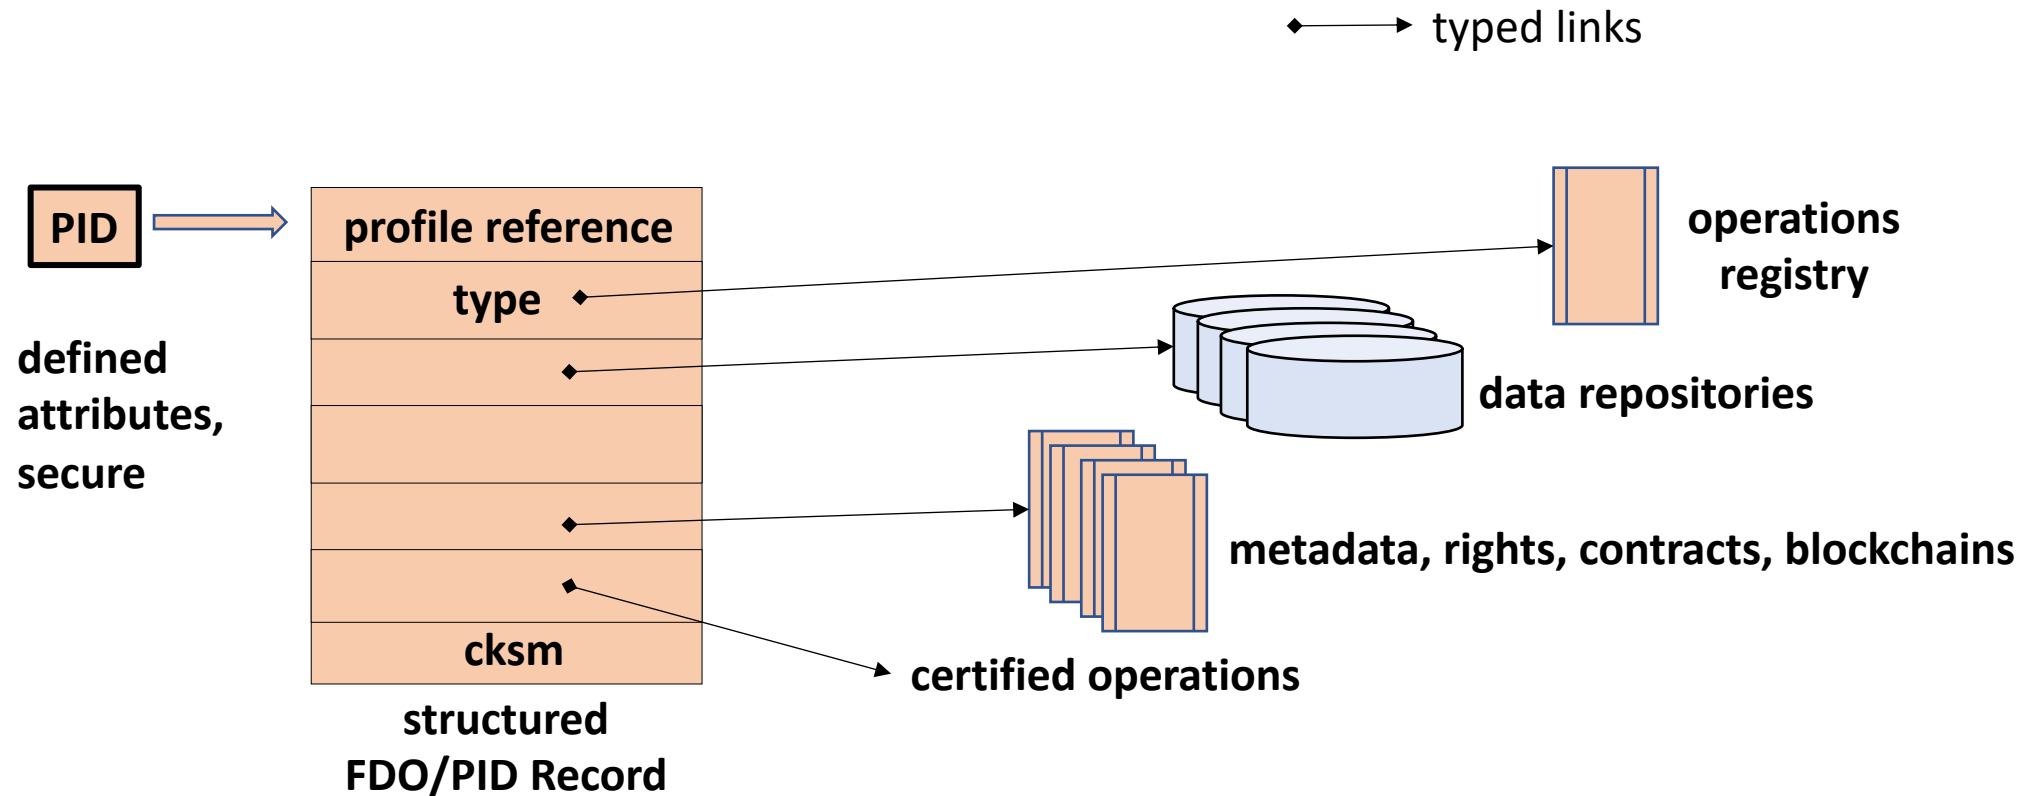 typed links
PID
profile reference
type
cksm
defined
attributes,
secure
structured
FDO/PID Record
operations
registry
data repositories
metadata, rights, contracts, blockchains
certified operations